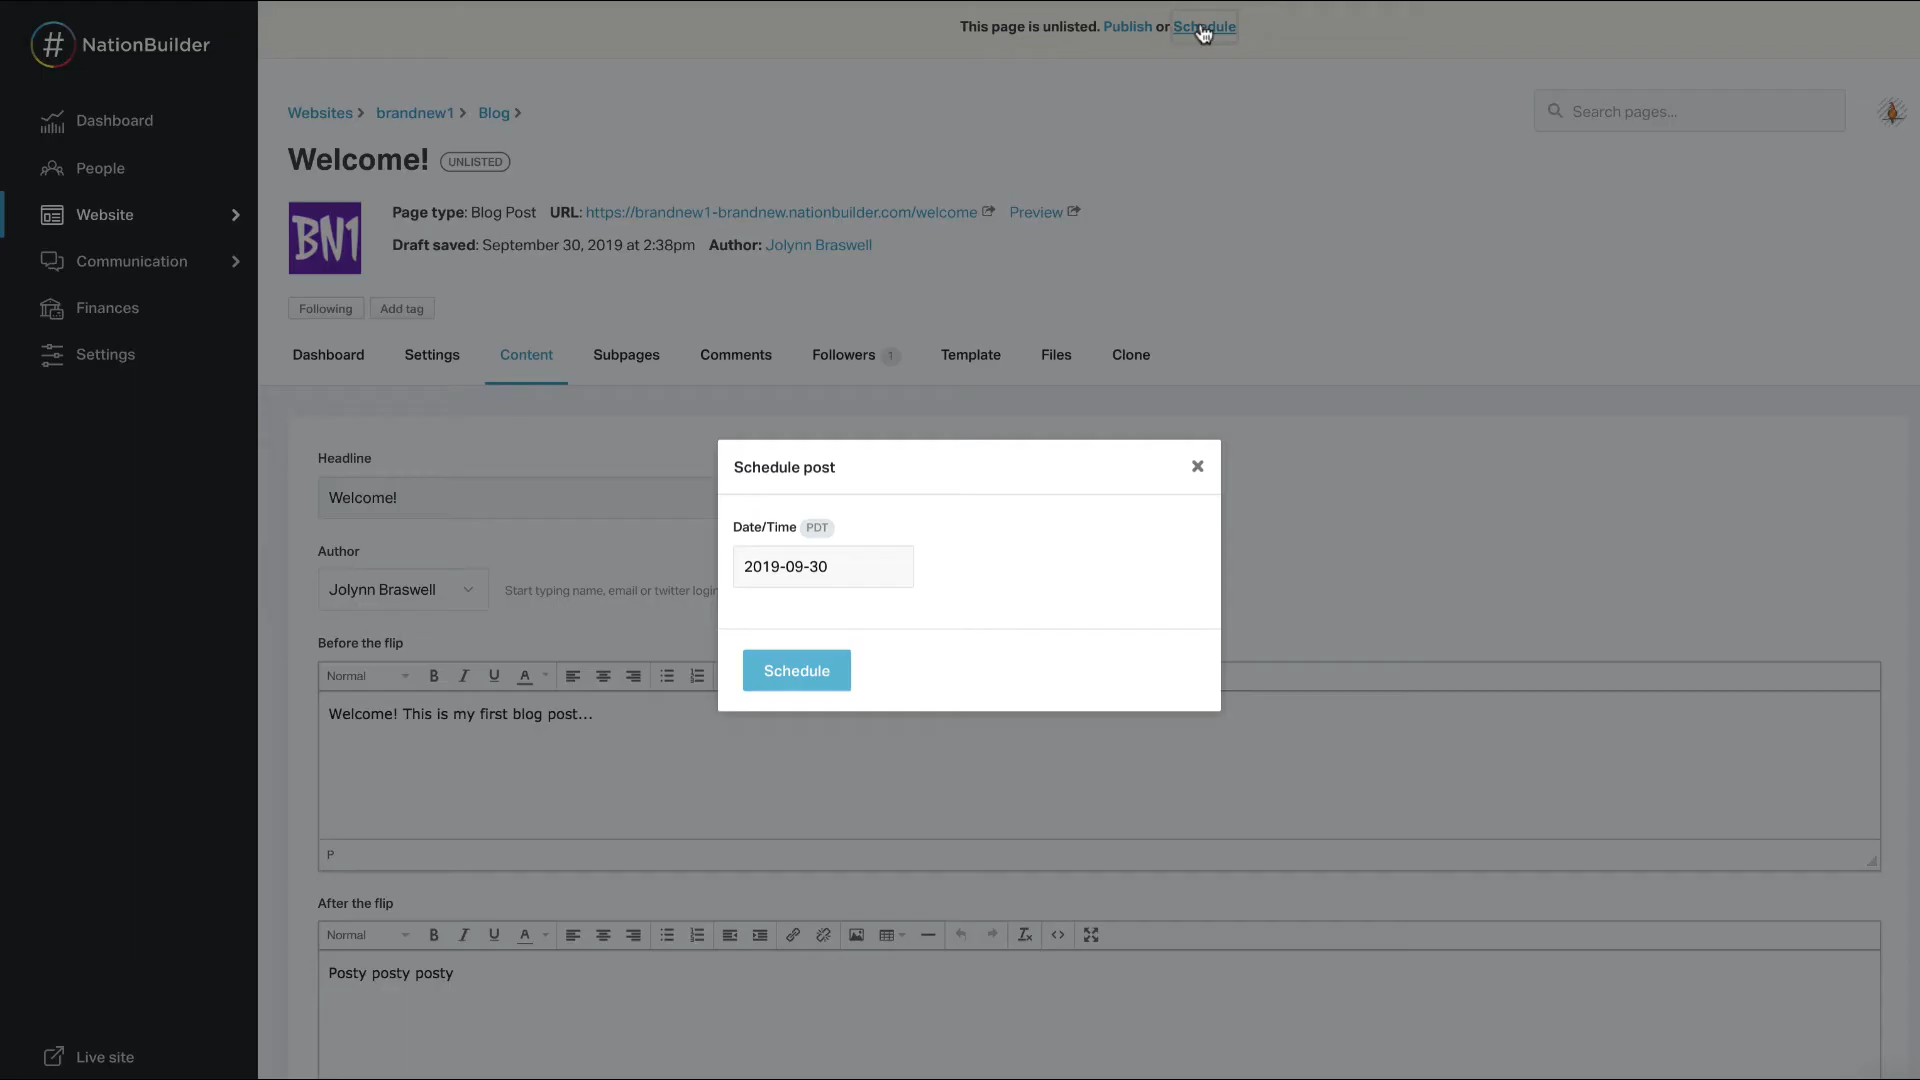 This page is unlisted. Publish or Schedule
NationBuilder
Dashboard
People
Website
Communication
Finances
Settings
Live site
Websites > brandnew1 > Blog >
Search pages...
Welcome! UNLISTED
BN1
Page type: Blog Post URL: https://brandnew1-brandnew.nationbuilder.com/welcome Preview
Draft saved: September 30, 2019 at 2:38pm Author: Jolynn Braswell
Following Add tag
Dashboard Settings Content Subpages Comments Followers 1 Template Files Clone
Headline
Welcome!
Author
Jolynn Braswell Start typing name, email or twitter login
Before the flip
Normal B I U A
Welcome! This is my first blog post...
P
Schedule post
Date/Time PDT
2019-09-30
Schedule
After the flip
Normal B I U A
Posty posty posty